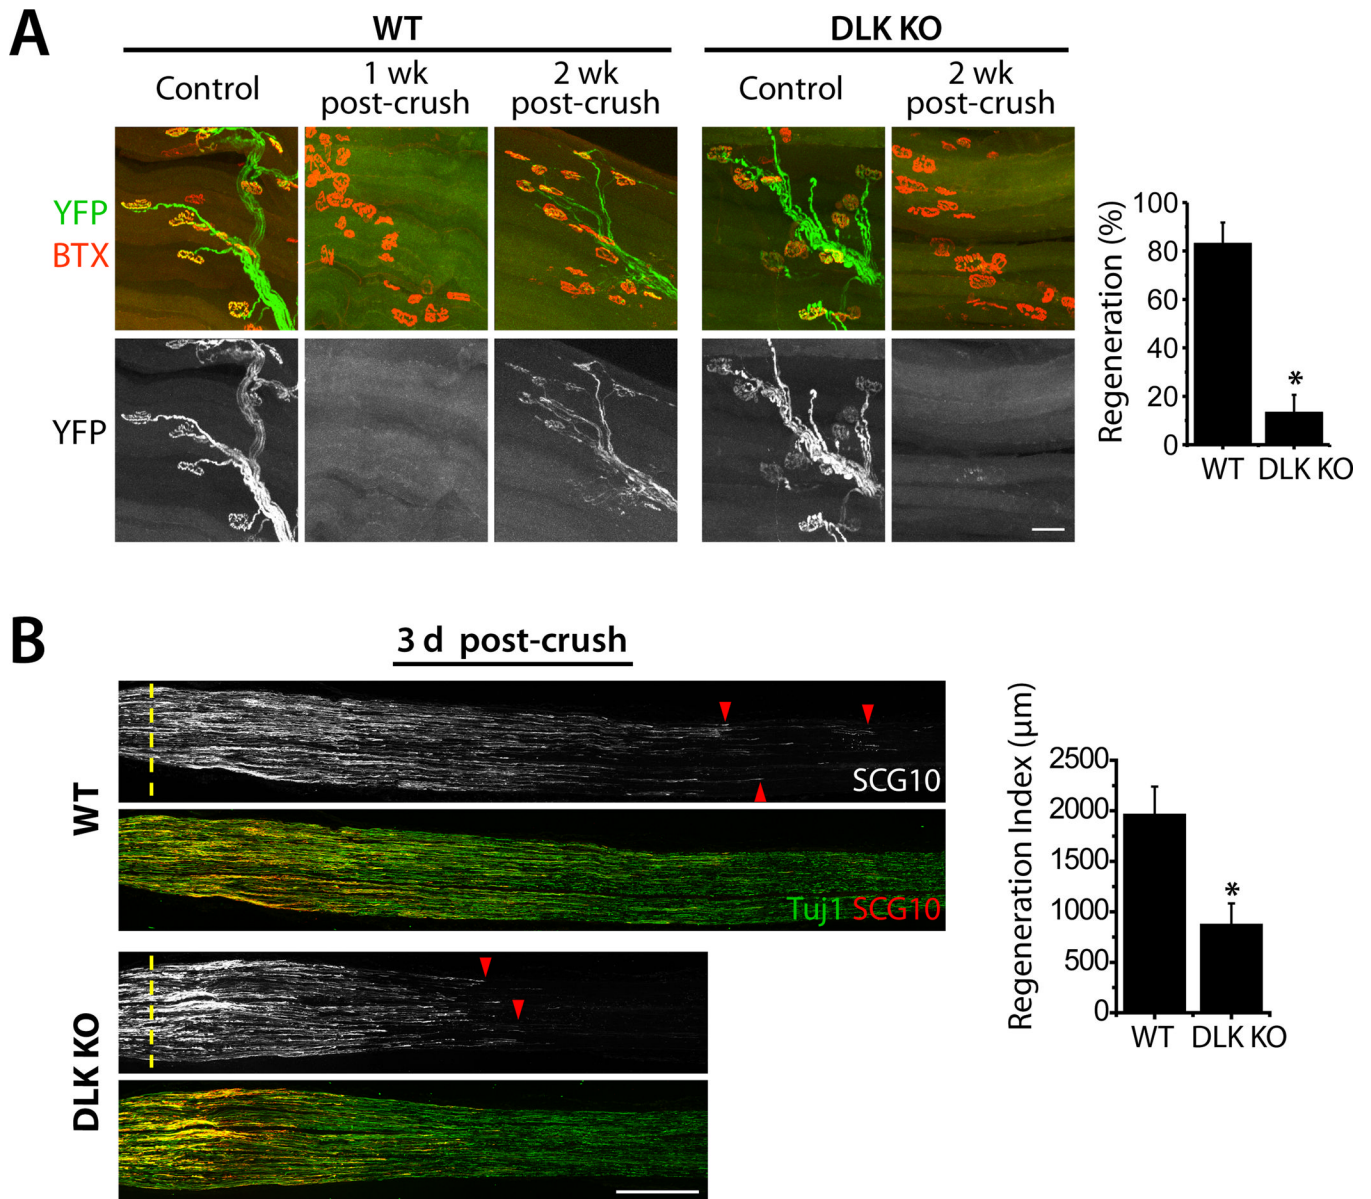 A
WT
DLK KO
Control
1 wk
post-crush
2 wk
post-crush
Control
2 wk
post-crush
YFP
BTX
YFP
Regeneration (%)
100
80
60
40
20
0
*
WT
DLK KO
B
3 d post-crush
WT
SCG10
Tuj1 SCG10
DLK KO
Regeneration Index (µm)
2500
2000
1500
1000
500
0
*
WT
DLK KO